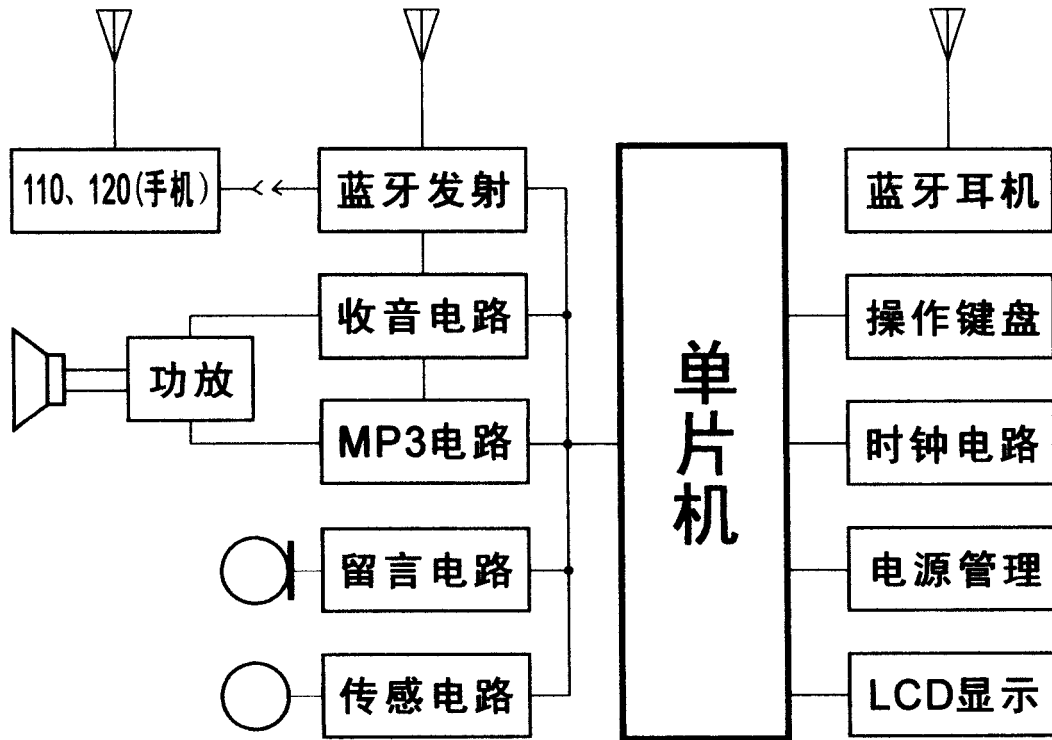 110、120(手机)
蓝牙发射
蓝牙耳机
收音电路
操作键盘
功放
单片机
MP3电路
时钟电路
留言电路
电源管理
传感电路
LCD显示